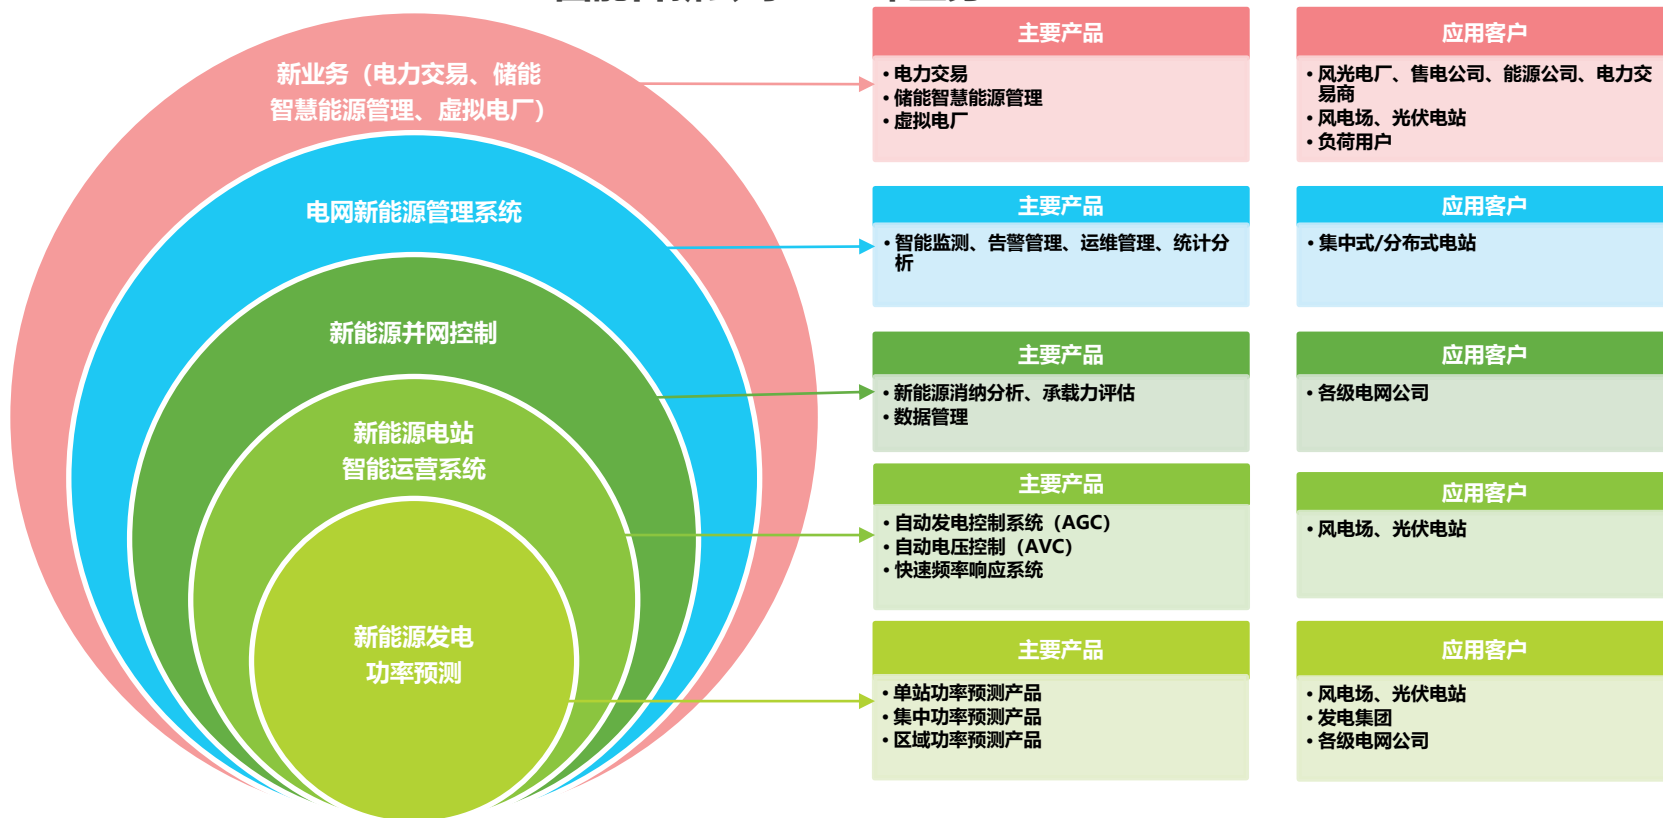 新业务（电力交易、储能
智慧能源管理、虚拟电厂）
电网新能源管理系统
新能源并网控制
新能源电站
智能运营系统
新能源发电
功率预测
主要产品
• 电力交易
• 储能智慧能源管理
• 虚拟电厂
应用客户
• 风光电厂、售电公司、能源公司、电力交
易商
• 风电场、光伏电站
• 负荷用户
主要产品
• 智能监测、告警管理、运维管理、统计分
析
应用客户
• 集中式/分布式电站
主要产品
• 新能源消纳分析、承载力评估
• 数据管理
应用客户
• 各级电网公司
主要产品
• 自动发电控制系统（AGC）
• 自动电压控制（AVC）
• 快速频率响应系统
应用客户
• 风电场、光伏电站
主要产品
• 单站功率预测产品
• 集中功率预测产品
• 区域功率预测产品
应用客户
• 风电场、光伏电站
• 发电集团
• 各级电网公司